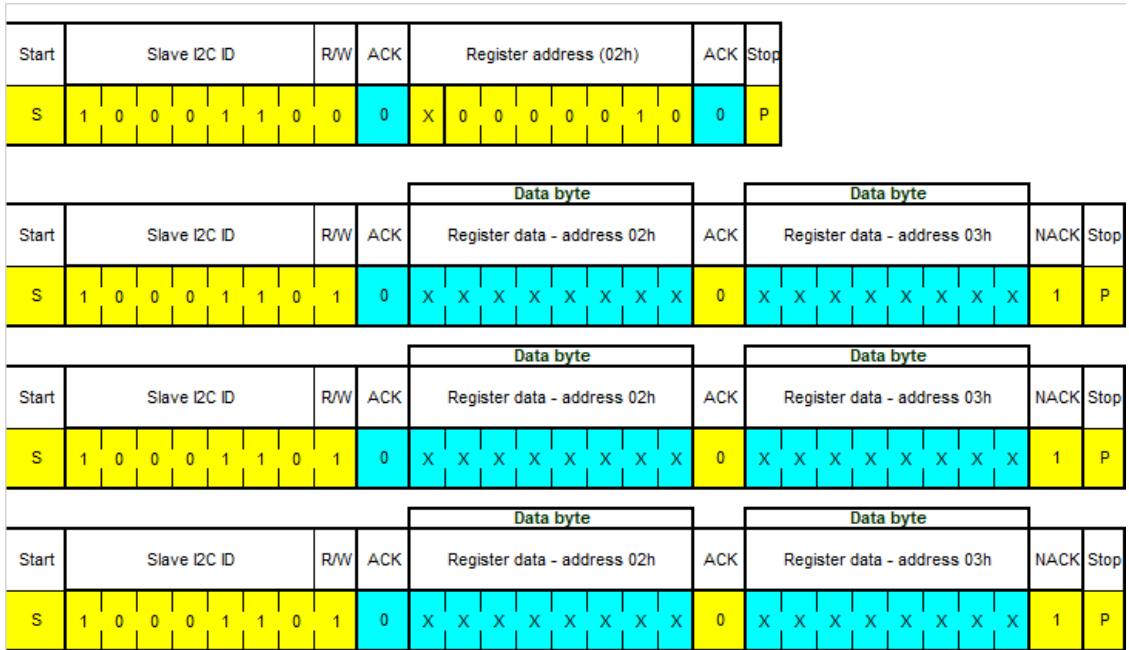 Start Slave I2C ID R/W ACK Register address (02h) ACK Stop
S 1 0 0 0 1 1 0 0 0 X 0 0 0 0 0 1 0 0 P
Data byte Data byte
Start Slave I2C ID R/W ACK Register data - address 02h ACK Register data - address 03h NACK Stop
S 1 0 0 0 1 1 0 1 0 X X X X X X X X 0 X X X X X X X X 1 P
Data byte Data byte
Start Slave I2C ID R/W ACK Register data - address 02h ACK Register data - address 03h NACK Stop
S 1 0 0 0 1 1 0 1 0 X X X X X X X X 0 X X X X X X X X 1 P
Data byte Data byte
Start Slave I2C ID R/W ACK Register data - address 02h ACK Register data - address 03h NACK Stop
S 1 0 0 0 1 1 0 1 0 X X X X X X X X 0 X X X X X X X X 1 P